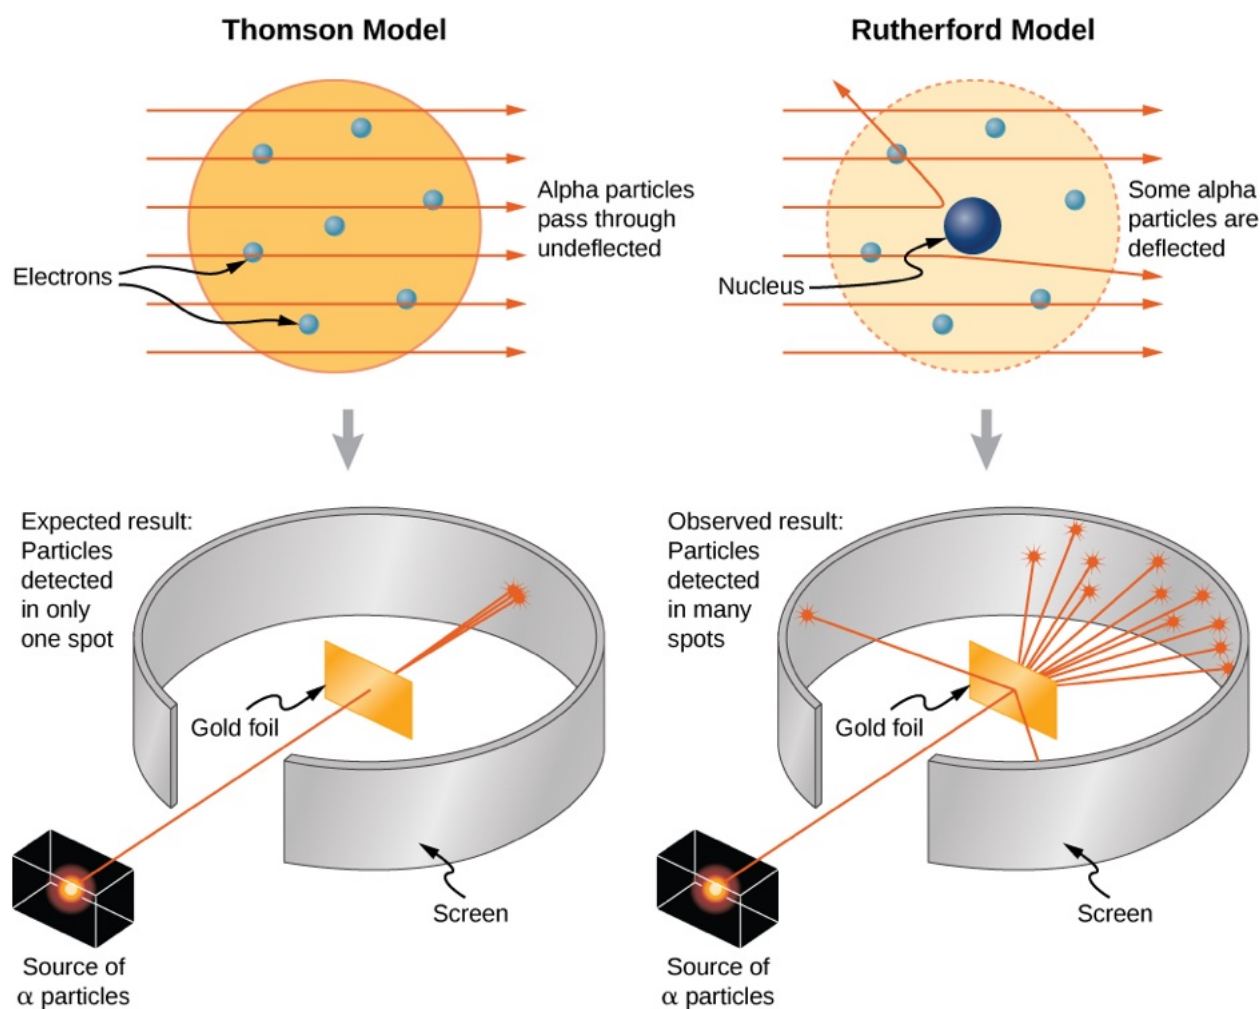 Thomson Model
Alpha particles
pass through
undeflected
Electrons
Rutherford Model
Some alpha
particles are
deflected
Nucleus
Expected result:
Particles
detected
in only
one spot
Gold foil
Screen
Source of
α particles
Observed result:
Particles
detected
in many
spots
Gold foil
Screen
Source of
α particles